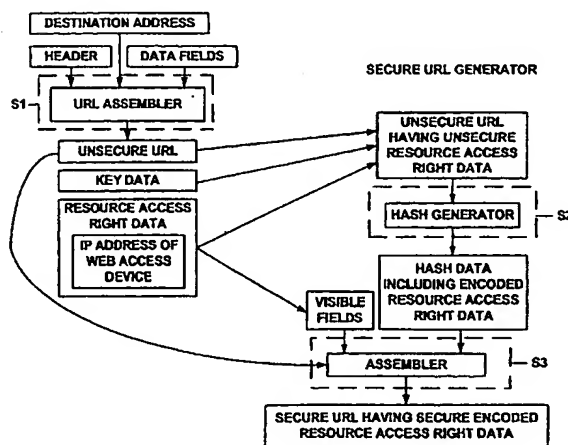 DESTINATION ADDRESS
HEADER
DATA FIELDS
SECURE URL GENERATOR
S1
URL ASSEMBLER
UNSECURE URL
HAVING UNSECURE
RESOURCE ACCESS
RIGHT DATA
UNSECURE URL
KEY DATA
RESOURCE ACCESS
RIGHT DATA
IP ADDRESS OF
WEB ACCESS
DEVICE
HASH GENERATOR
S2
HASH DATA
INCLUDING ENCODED
RESOURCE ACCESS
RIGHT DATA
VISIBLE
FIELDS
ASSEMBLER
S3
SECURE URL HAVING SECURE ENCODED
RESOURCE ACCESS RIGHT DATA